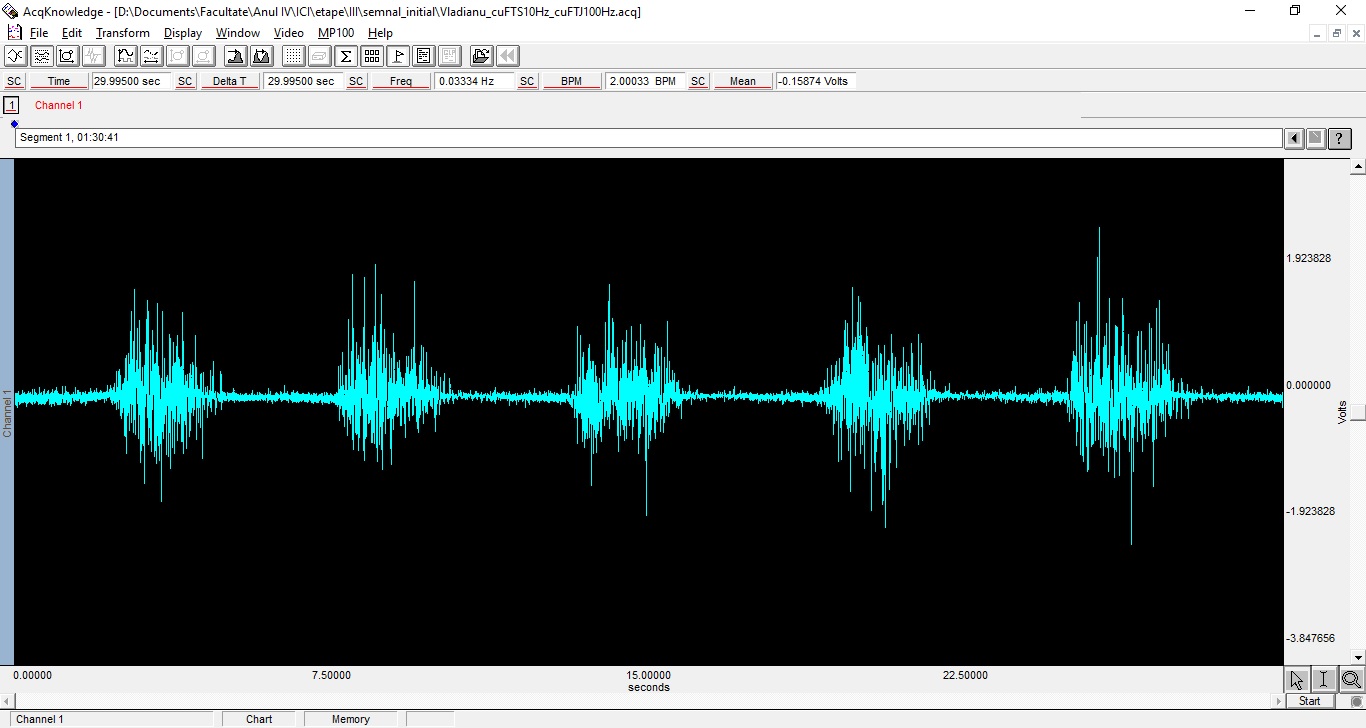 AcqKnowledge - [D:\Documents\Facultate\Anul IV\ICI\etape\III\semnal_initial\Vladianu_cuFTS10Hz_cuFTJ100Hz.acq]
File Edit Transform Display Window Video MP100 Help
SC Time 29.99500 sec SC Delta T 29.99500 sec SC Freq 0.03334 Hz SC BPM 2.00033 BPM SC Mean -0.15874 Volts
1 Channel 1
Segment 1, 01:30:41
?
1.923828
0.000000
Volts
Channel 1
-1.923828
-3.847656
0.00000 7.50000 15.00000 22.50000
seconds
Start
Channel 1 Chart Memory